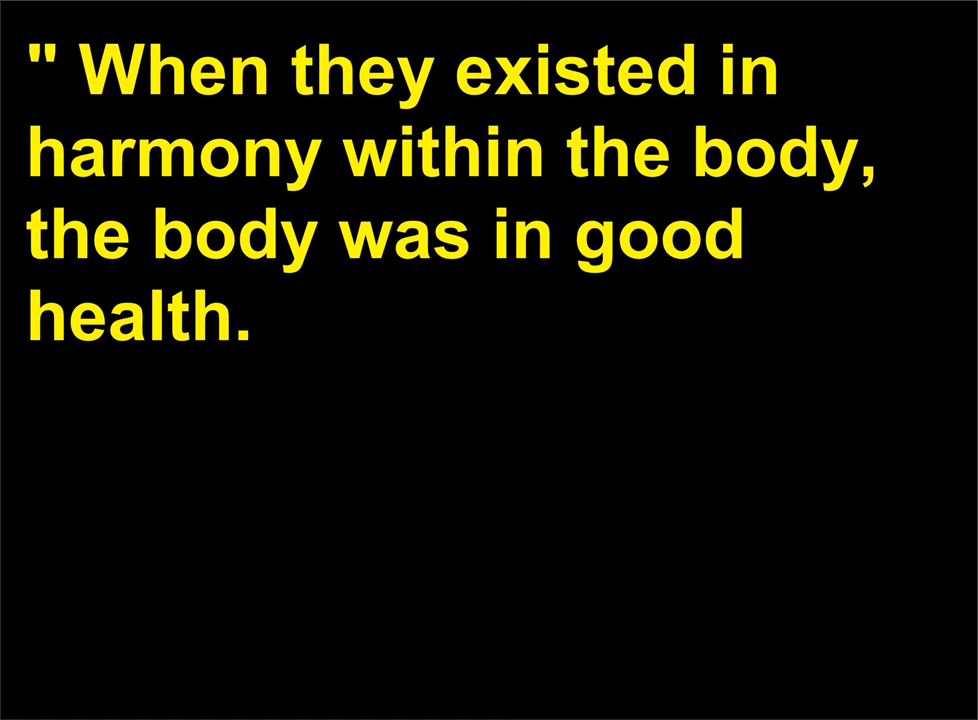 " When they existed in
harmony within the body,
the body was in good
health.